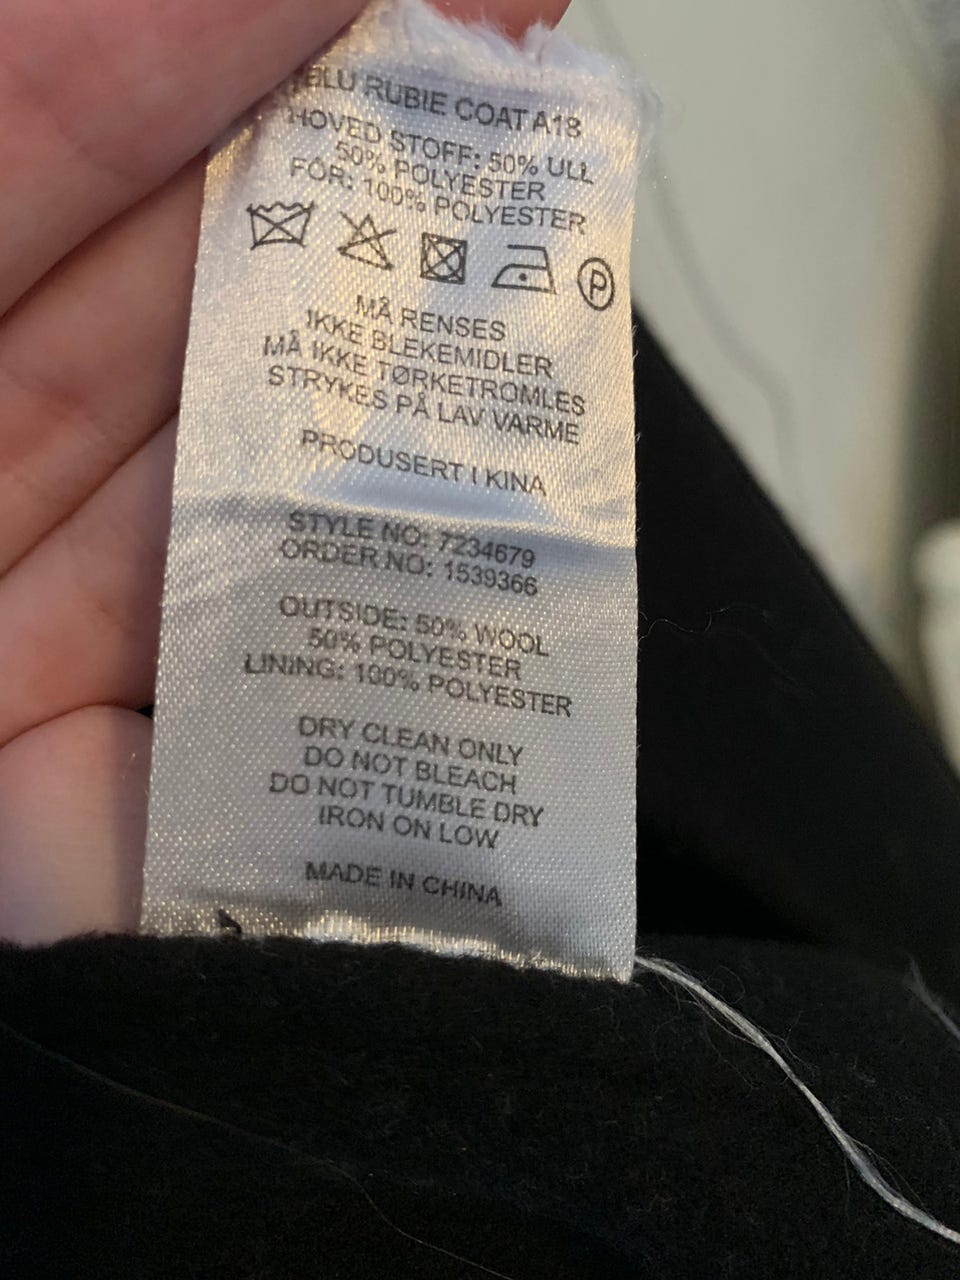 BLU RUBIE COAT A18
HOVED STOFF: 50% ULL
50% POLYESTER
FÔR: 100% POLYESTER
P
MÅ RENSES
IKKE BLEKEMIDLER
MÅ IKKE TØRKETROMLES
STRYKES PÅ LAV VARME
PRODUSERT I KINA
STYLE NO: 7234679
ORDER NO: 1539366
OUTSIDE: 50% WOOL
50% POLYESTER
LINING: 100% POLYESTER
DRY CLEAN ONLY
DO NOT BLEACH
DO NOT TUMBLE DRY
IRON ON LOW
MADE IN CHINA